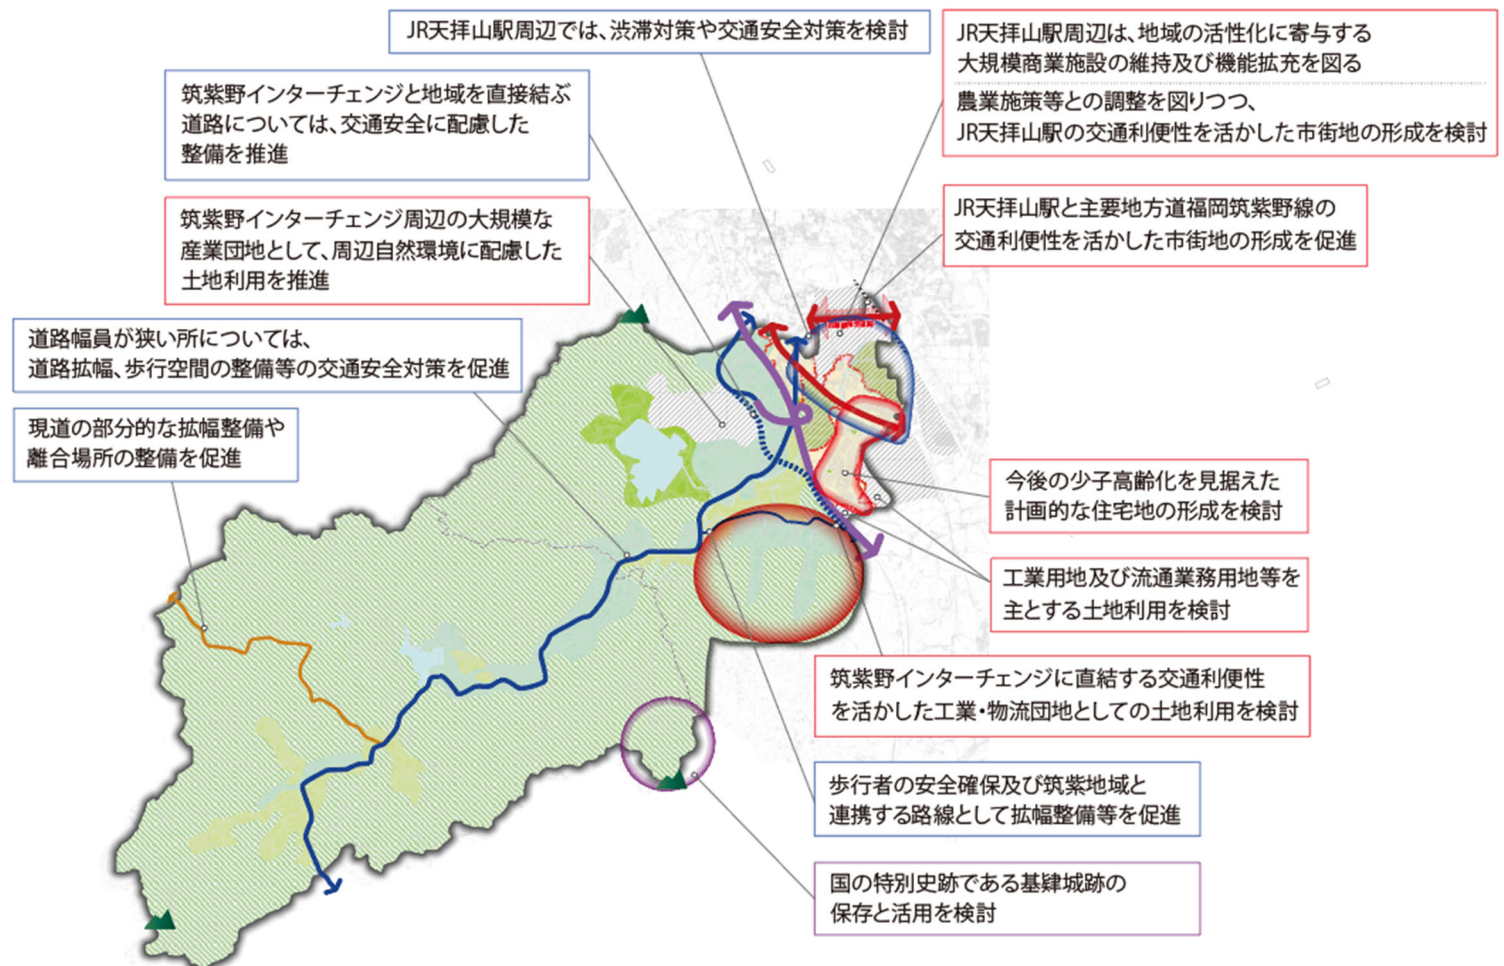 JR天拝山駅周辺では、渋滞対策や交通安全対策を検討
JR天拝山駅周辺は、地域の活性化に寄与する
大規模商業施設の維持及び機能拡充を図る
農業施策等との調整を図りつつ、
JR天拝山駅の交通利便性を活かした市街地の形成を検討
筑紫野インターチェンジと地域を直接結ぶ
道路については、交通安全に配慮した
整備を推進
JR天拝山駅と主要地方道福岡筑紫野線の
交通利便性を活かした市街地の形成を促進
筑紫野インターチェンジ周辺の大規模な
産業団地として、周辺自然環境に配慮した
土地利用を推進
道路幅員が狭い所については、
道路拡幅、歩行空間の整備等の交通安全対策を促進
現道の部分的な拡幅整備や
離合場所の整備を促進
今後の少子高齢化を見据えた
計画的な住宅地の形成を検討
工業用地及び流通業務用地等を
主とする土地利用を検討
筑紫野インターチェンジに直結する交通利便性
を活かした工業・物流団地としての土地利用を検討
歩行者の安全確保及び筑紫地域と
連携する路線として拡幅整備等を促進
国の特別史跡である基肄城跡の
保存と活用を検討